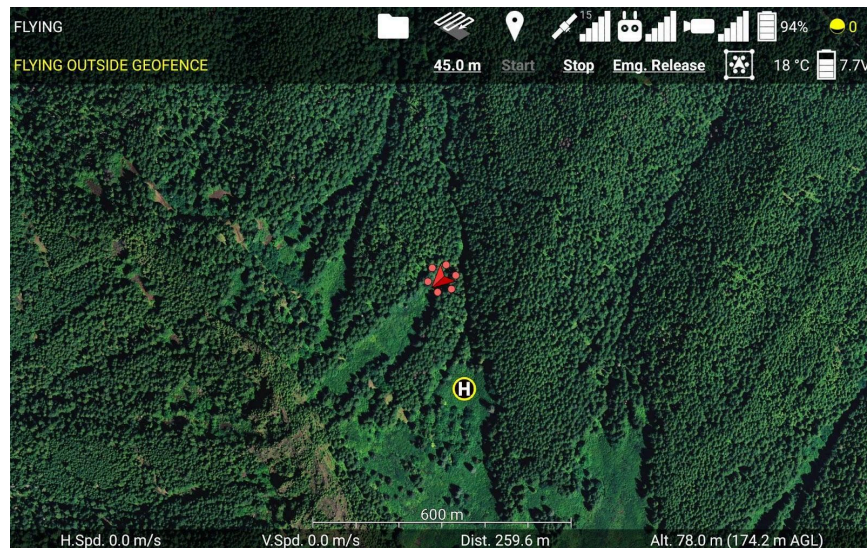 FLYING
15
94%
0
FLYING OUTSIDE GEOFENCE
45.0 m
Start
Stop
Emg. Release
A
18 °C
7.7V
H
600 m
H.Spd. 0.0 m/s
V.Spd. 0.0 m/s
Dist. 259.6 m
Alt. 78.0 m (174.2 m AGL)